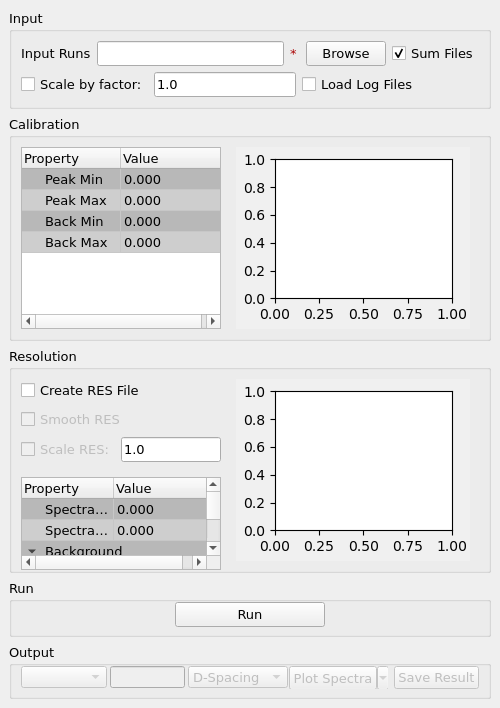 Input
Input Runs * Browse Sum Files
Scale by factor: 1.0 Load Log Files
Calibration
Property Value
Peak Min 0.000
Peak Max 0.000
Back Min 0.000
Back Max 0.000
1.0
0.8
0.6
0.4
0.2
0.0
0.00 0.25 0.50 0.75 1.00
Resolution
Create RES File
Smooth RES
Scale RES: 1.0
Property Value
Spectra... 0.000
Spectra... 0.000
Background
1.0
0.8
0.6
0.4
0.2
0.0
0.00 0.25 0.50 0.75 1.00
Run
Run
Output
D-Spacing Plot Spectra Save Result